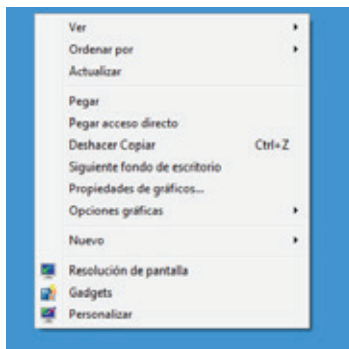 Ver
Ordenar por
Actualizar
Pegar
Pegar acceso directo
Deshacer Copiar Ctrl+Z
Siguiente fondo de escritorio
Propiedades de gráficos...
Opciones gráficas
Nuevo
Resolución de pantalla
Gadgets
Personalizar